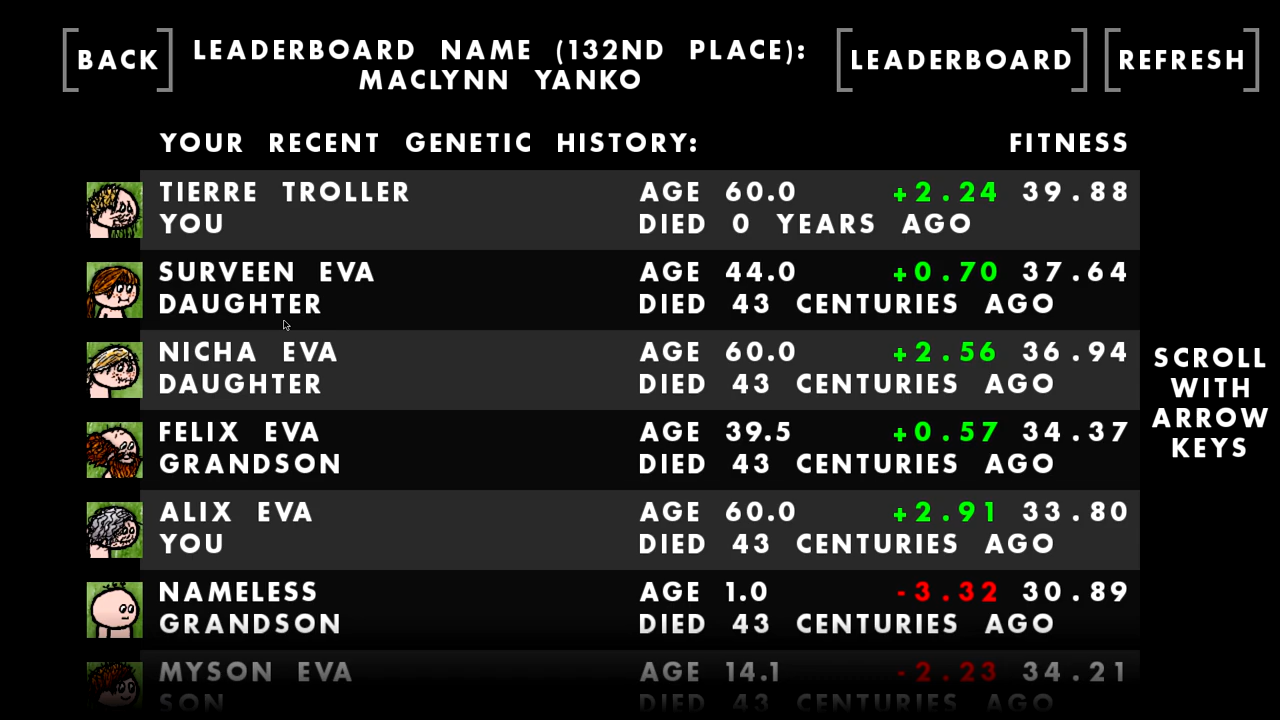 BACK
LEADERBOARD NAME (132ND PLACE):
MACLYNN YANKO
LEADERBOARD
REFRESH
YOUR RECENT GENETIC HISTORY: FITNESS
TIERRE TROLLER AGE 60.0 +2.24 39.88
YOU DIED 0 YEARS AGO
SURVEEN EVA AGE 44.0 +0.70 37.64
DAUGHTER DIED 43 CENTURIES AGO
NICHA EVA AGE 60.0 +2.56 36.94
DAUGHTER DIED 43 CENTURIES AGO
FELIX EVA AGE 39.5 +0.57 34.37
GRANDSON DIED 43 CENTURIES AGO
ALIX EVA AGE 60.0 +2.91 33.80
YOU DIED 43 CENTURIES AGO
NAMELESS AGE 1.0 -3.32 30.89
GRANDSON DIED 43 CENTURIES AGO
MYSON EVA AGE 14.1 -2.23 34.21
SON DIED 43 CENTURIES AGO
SCROLL
WITH
ARROW
KEYS